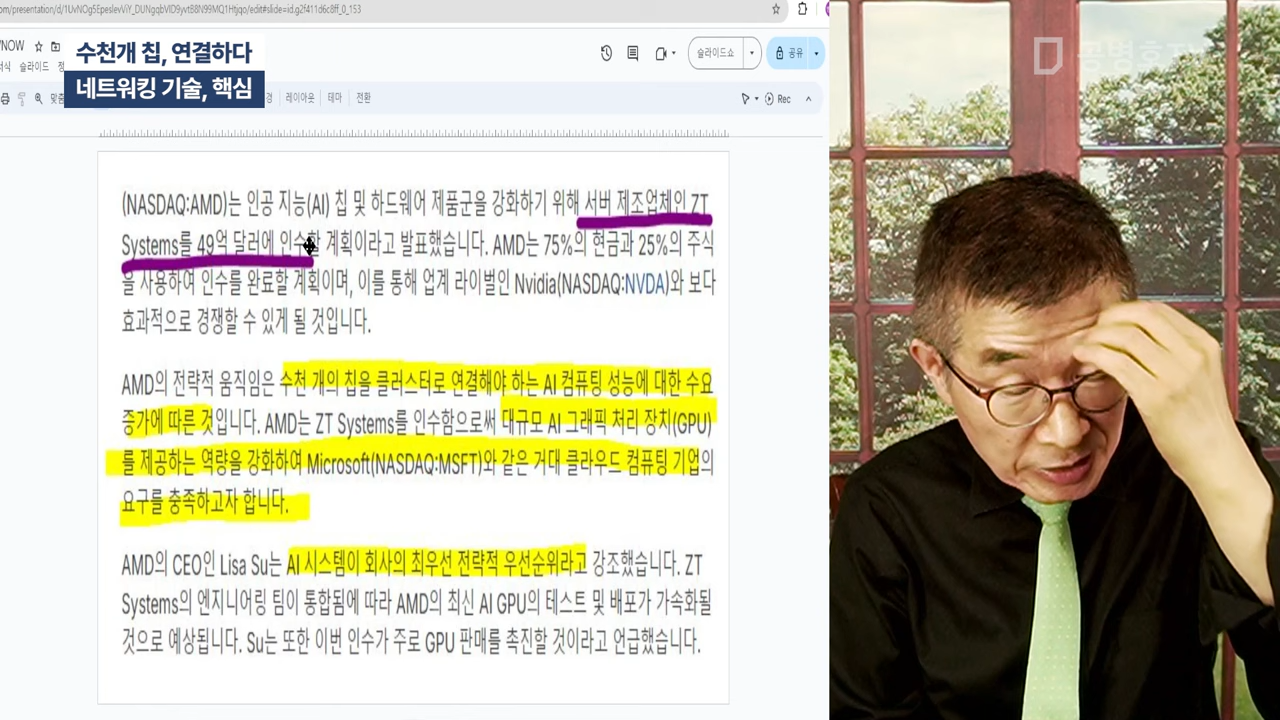 om/presentation/d/1UvNOg5EpeslevViY_DUNgqbVlD9yvtB8N99MQ1Htjqo/edit#slide=id.g2f411d6c8ff_0_153
/NOW
수천개 칩, 연결하다
네트워킹 기술, 핵심
서식 슬라이드
슬라이드쇼
공유
레이아웃 테마 전환
Rec
공병호TV
(NASDAQ:AMD)는 인공 지능(AI) 칩 및 하드웨어 제품군을 강화하기 위해 서버 제조업체인 ZT
Systems를 49억 달러에 인수할 계획이라고 발표했습니다. AMD는 75%의 현금과 25%의 주식
을 사용하여 인수를 완료할 계획이며, 이를 통해 업계 라이벌인 Nvidia(NASDAQ:NVDA)와 보다
효과적으로 경쟁할 수 있게 될 것입니다.
AMD의 전략적 움직임은 수천 개의 칩을 클러스터로 연결해야 하는 AI 컴퓨팅 성능에 대한 수요
증가에 따른 것입니다. AMD는 ZT Systems를 인수함으로써 대규모 AI 그래픽 처리 장치(GPU)
를 제공하는 역량을 강화하여 Microsoft(NASDAQ:MSFT)와 같은 거대 클라우드 컴퓨팅 기업의
요구를 충족하고자 합니다.
AMD의 CEO인 Lisa Su는 AI 시스템이 회사의 최우선 전략적 우선순위라고 강조했습니다. ZT
Systems의 엔지니어링 팀이 통합됨에 따라 AMD의 최신 AI GPU의 테스트 및 배포가 가속화될
것으로 예상됩니다. Su는 또한 이번 인수가 주로 GPU 판매를 촉진할 것이라고 언급했습니다.